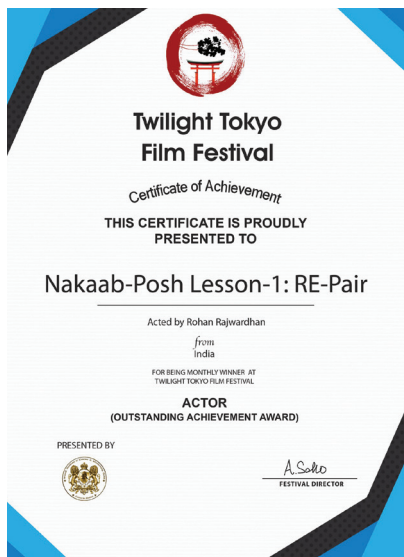 Twilight Tokyo
Film Festival
Certificate of Achievement
THIS CERTIFICATE IS PROUDLY
PRESENTED TO
Nakaab-Posh Lesson-1: RE-Pair
Acted by Rohan Rajwardhan
from
India
FOR BEING MONTHLY WINNER AT
TWILIGHT TOKYO FILM FESTIVAL
ACTOR
(OUTSTANDING ACHIEVEMENT AWARD)
PRESENTED BY
FESTIVAL DIRECTOR